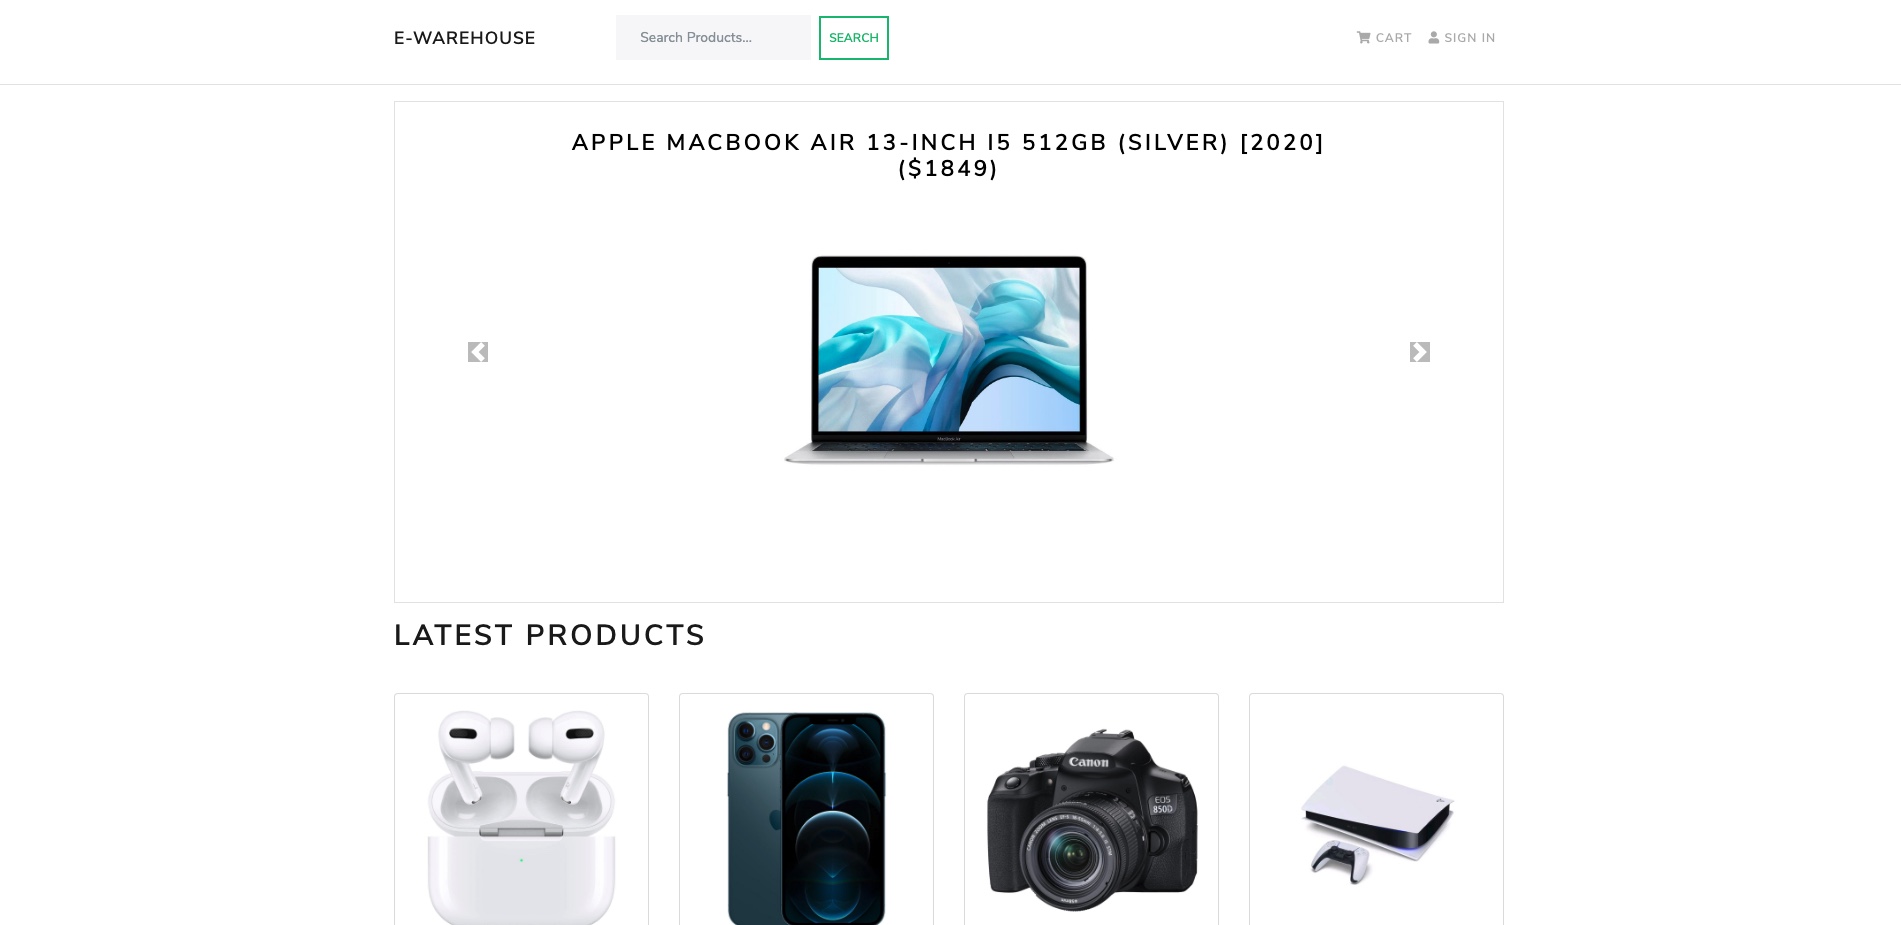 E-WAREHOUSE
Search Products...
SEARCH
CART
SIGN IN
APPLE MACBOOK AIR 13-INCH I5 512GB (SILVER) [2020]
($1849)
MacBook Air
LATEST PRODUCTS
Canon
EOS
850D